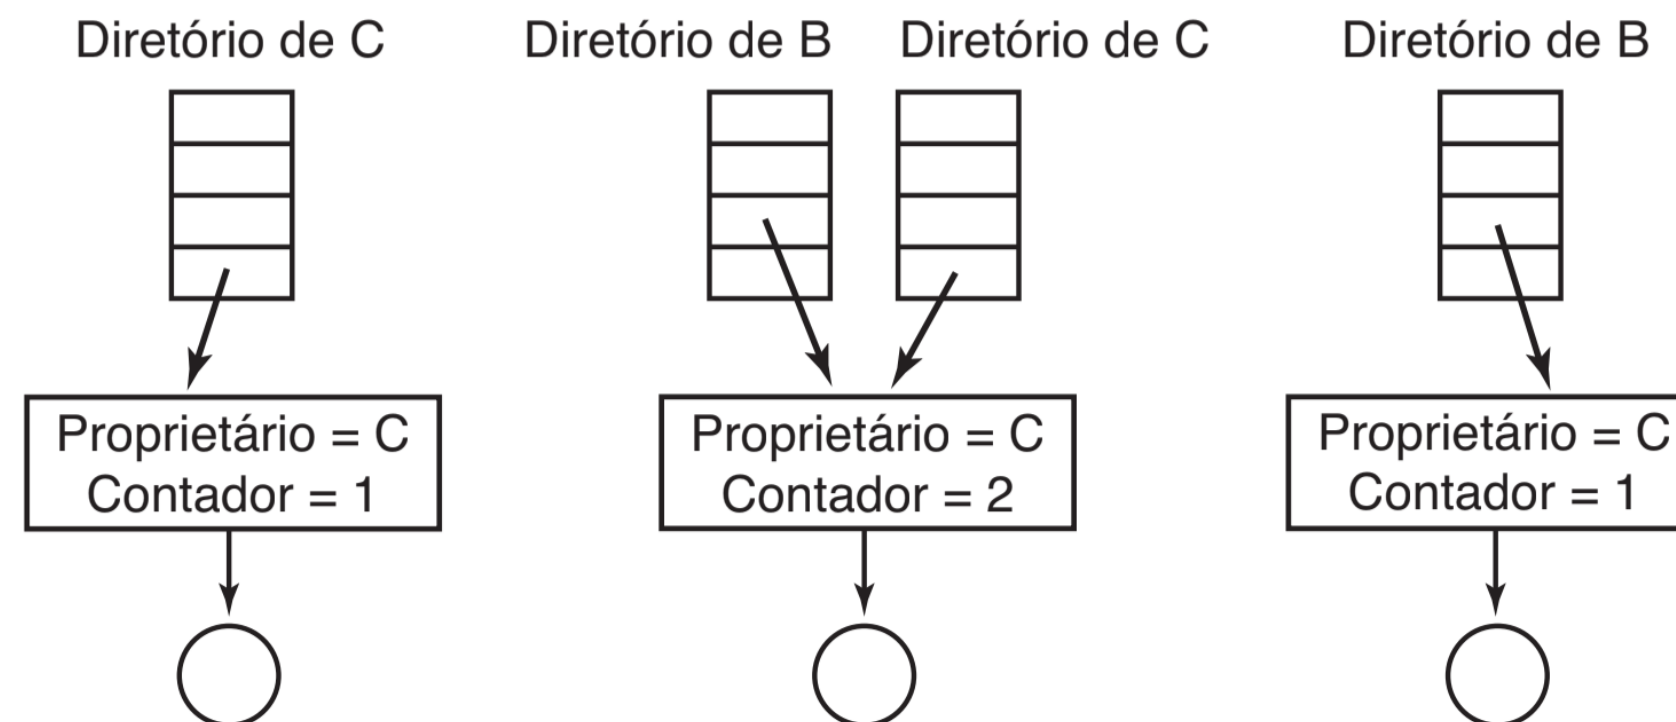 Diretório de C
Diretório de B
Diretório de C
Diretório de B
Proprietário = C
Contador = 1
Proprietário = C
Contador = 2
Proprietário = C
Contador = 1